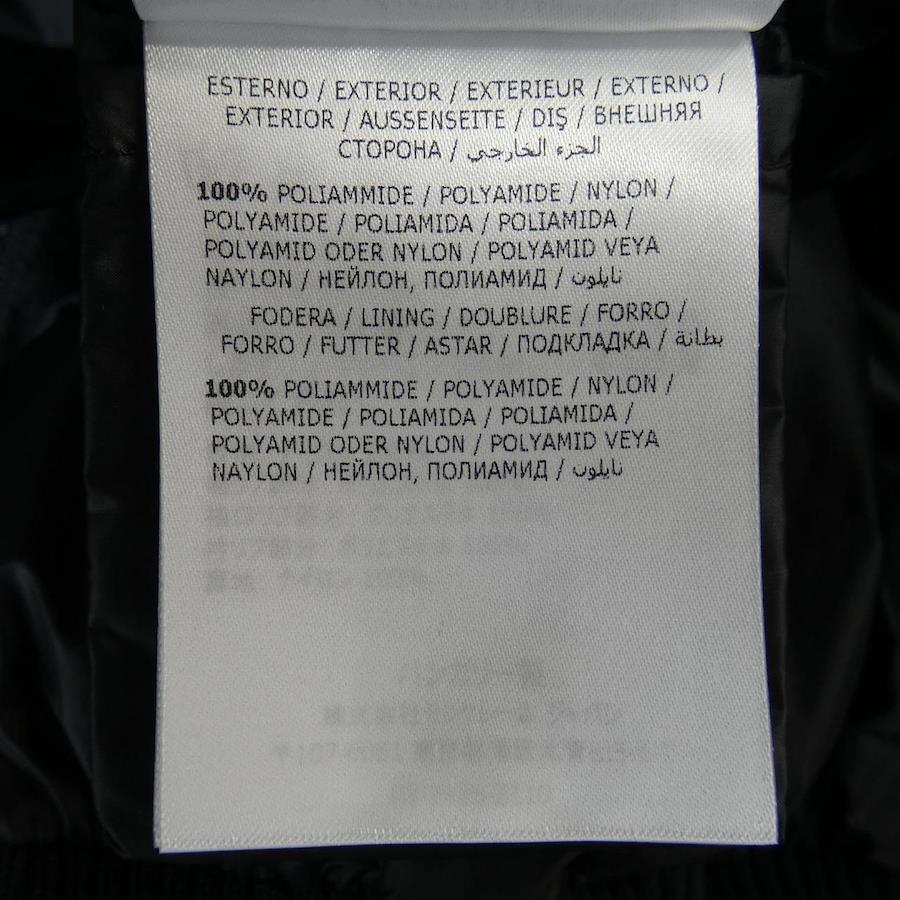 ESTERNO / EXTERIOR / EXTERIEUR / EXTERNO /
EXTERIOR / AUSSENSEITE / DIŞ / ВНЕШНЯЯ
СТОРОНА / الجزء الخارجي
100% POLIAMMIDE / POLYAMIDE / NYLON /
POLYAMIDE / POLIAMIDA / POLIAMIDA /
POLYAMID ODER NYLON / POLYAMID VEYA
NAYLON / НЕЙЛОН, ПОЛИАМИД / نايلون
FODERA / LINING / DOUBLURE / FORRO /
FORRO / FUTTER / ASTAR / ПОДКЛАДКА / بطانة
100% POLIAMMIDE / POLYAMIDE / NYLON /
POLYAMIDE / POLIAMIDA / POLIAMIDA /
POLYAMID ODER NYLON / POLYAMID VEYA
NAYLON / НЕЙЛОН, ПОЛИАМИД / نايلون